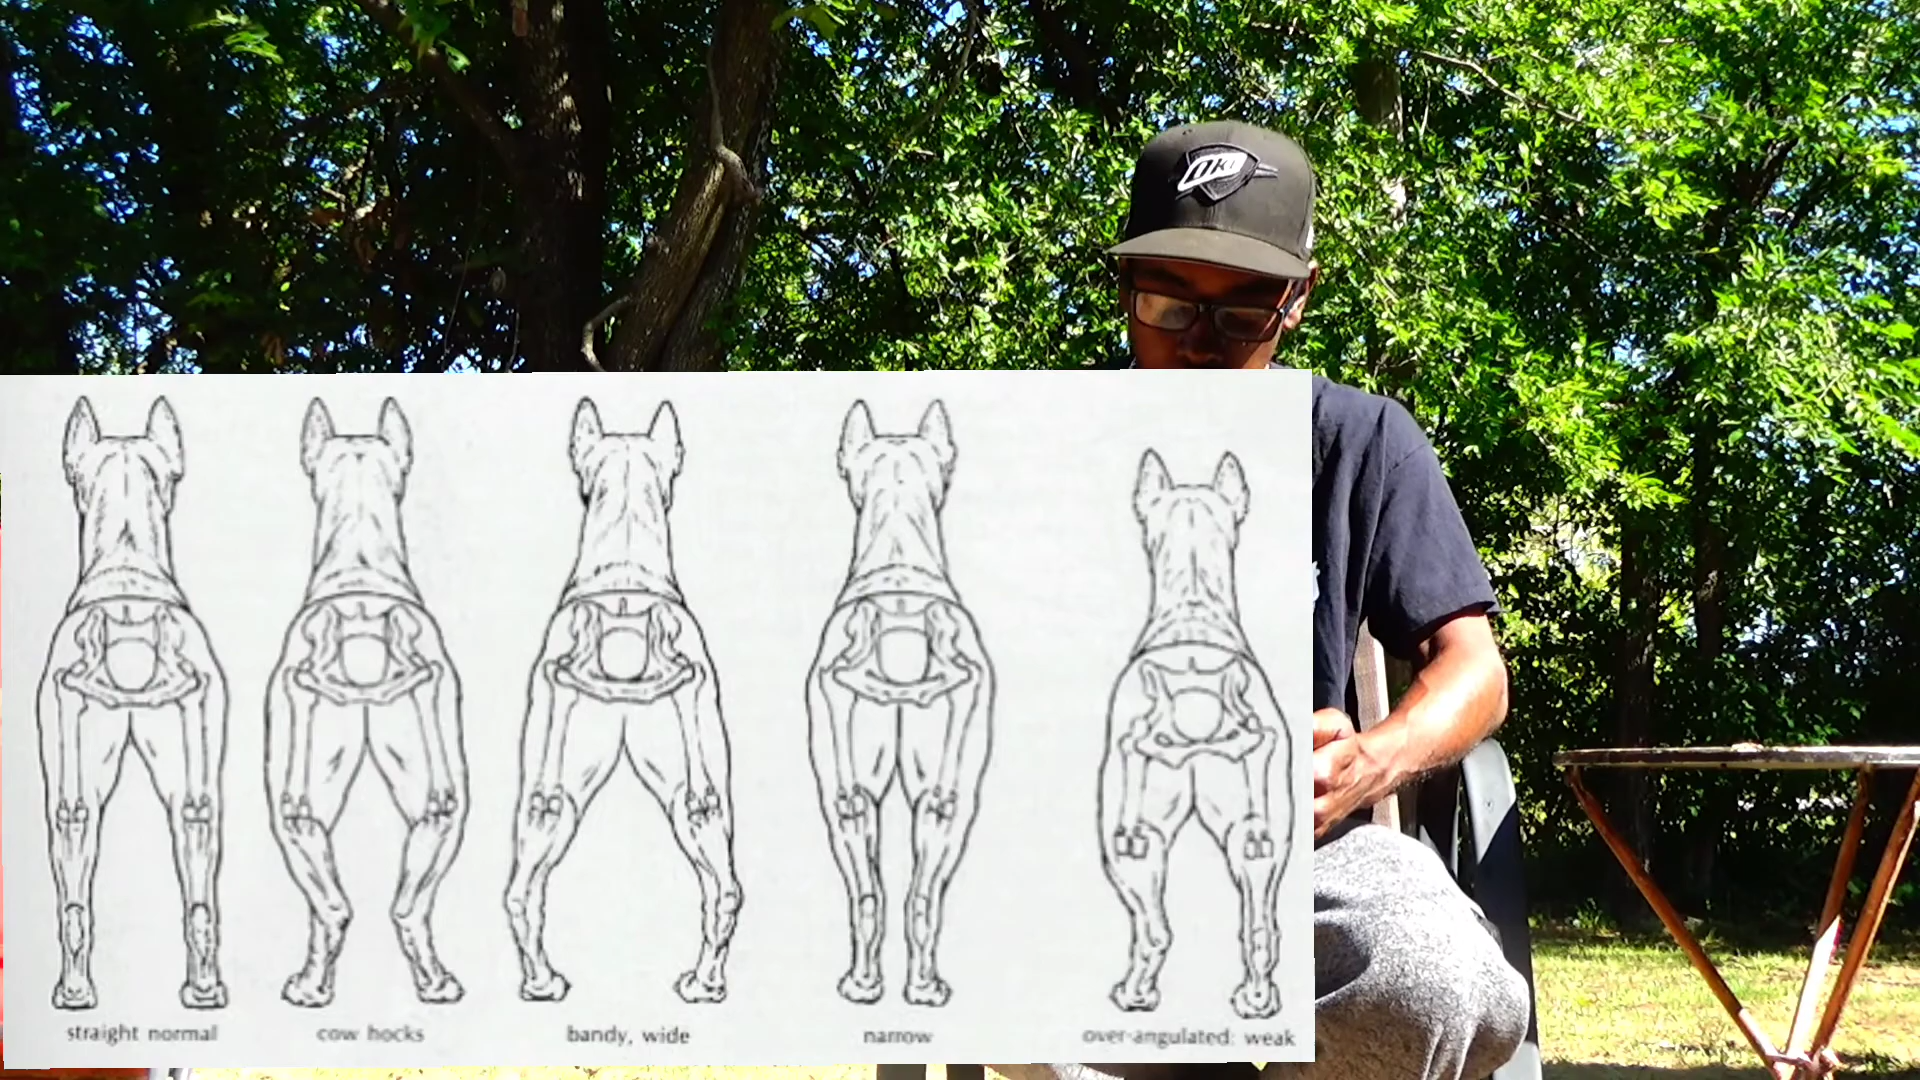 OKC
straight normal
cow hocks
bandy, wide
narrow
over-angulated: weak